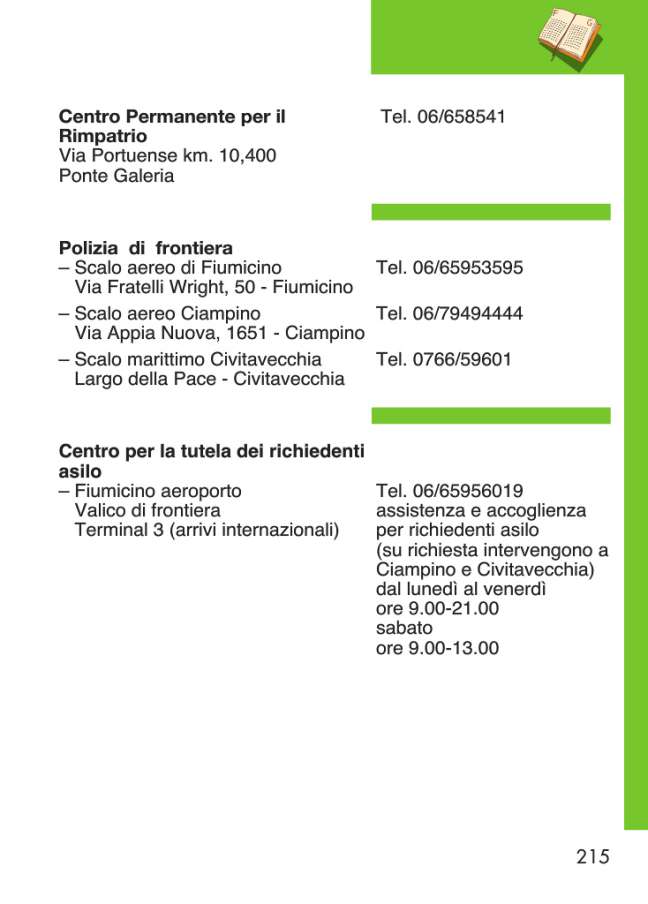 Centro Permanente per il
Rimpatrio
Via Portuense km. 10,400
Ponte Galeria
Tel. 06/658541
Polizia di frontiera
– Scalo aereo di Fiumicino
Via Fratelli Wright, 50 - Fiumicino
Tel. 06/65953595
– Scalo aereo Ciampino
Via Appia Nuova, 1651 - Ciampino
Tel. 06/79494444
– Scalo marittimo Civitavecchia
Largo della Pace - Civitavecchia
Tel. 0766/59601
Centro per la tutela dei richiedenti
asilo
– Fiumicino aeroporto
Valico di frontiera
Terminal 3 (arrivi internazionali)
Tel. 06/65956019
assistenza e accoglienza
per richiedenti asilo
(su richiesta intervengono a
Ciampino e Civitavecchia)
dal lunedì al venerdì
ore 9.00-21.00
sabato
ore 9.00-13.00
215
F
G